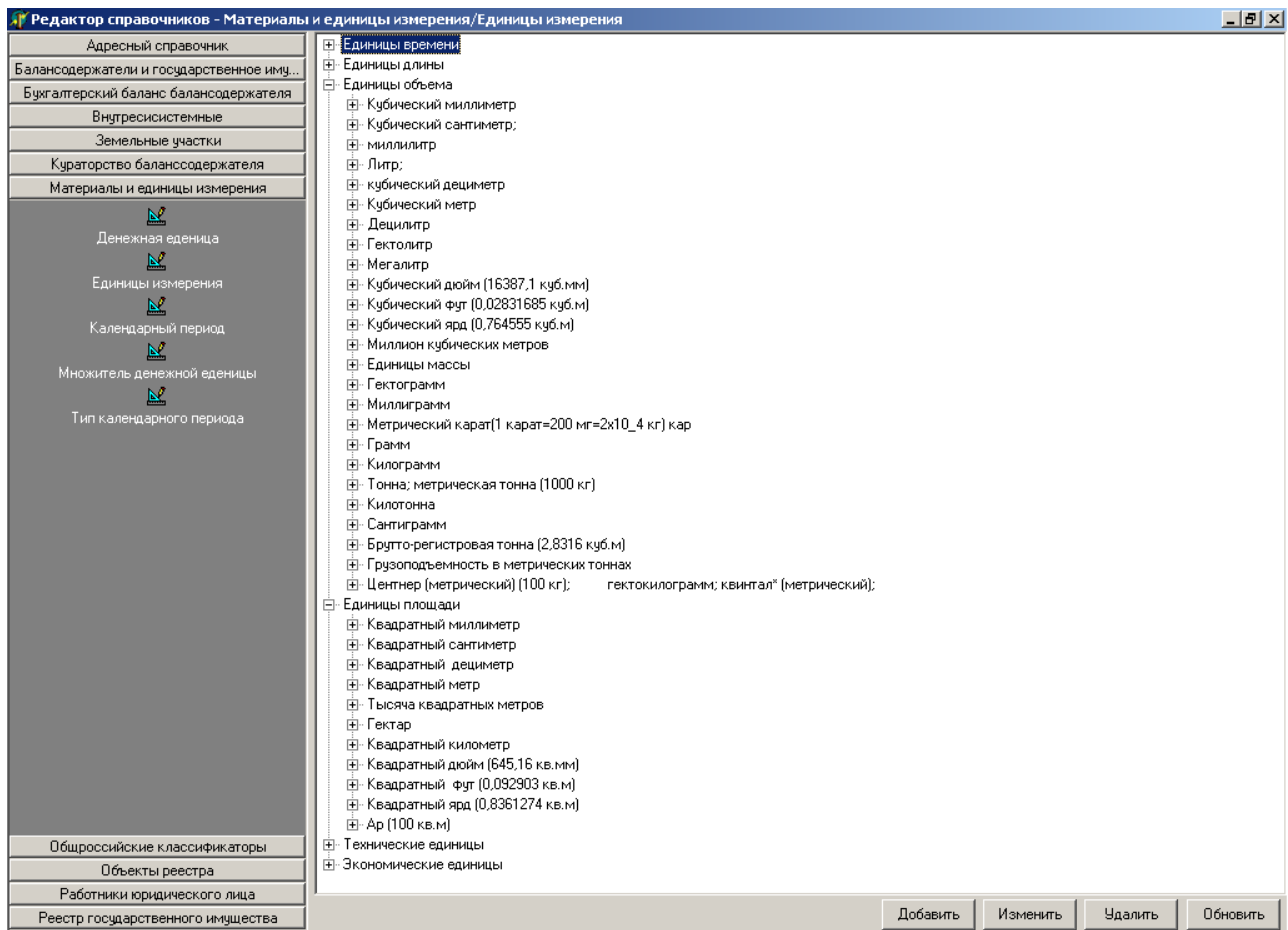 Редактор справочников - Материалы и единицы измерения/Единицы измерения
Адресный справочник
Балансодержатели и государственное иму...
Бухгалтерский баланс балансодержателя
Внутресисистемные
Земельные участки
Кураторство баланссодержателя
Материалы и единицы измерения
Денежная еденица
Единицы измерения
Календарный период
Множитель денежной еденицы
Тип календарного периода
Общроссийские классификаторы
Объекты реестра
Работники юридического лица
Реестр государственного имущества
Единицы времени
Единицы длины
Единицы объема
Кубический миллиметр
Кубический сантиметр;
миллилитр
Литр;
кубический дециметр
Кубический метр
Децилитр
Гектолитр
Мегалитр
Кубический дюйм (16387,1 куб.мм)
Кубический фут (0,02831685 куб.м)
Кубический ярд (0,764555 куб.м)
Миллион кубических метров
Единицы массы
Гектограмм
Миллиграмм
Метрический карат(1 карат=200 мг=2x10_4 кг) кар
Грамм
Килограмм
Тонна; метрическая тонна (1000 кг)
Килотонна
Сантиграмм
Брутто-регистровая тонна (2,8316 куб.м)
Грузоподъемность в метрических тоннах
Центнер (метрический) (100 кг); гектокилограмм; квинтал* (метрический);
Единицы площади
Квадратный миллиметр
Квадратный сантиметр
Квадратный дециметр
Квадратный метр
Тысяча квадратных метров
Гектар
Квадратный километр
Квадратный дюйм (645,16 кв.мм)
Квадратный фут (0,092903 кв.м)
Квадратный ярд (0,8361274 кв.м)
Ар (100 кв.м)
Технические единицы
Экономические единицы
Добавить
Изменить
Удалить
Обновить